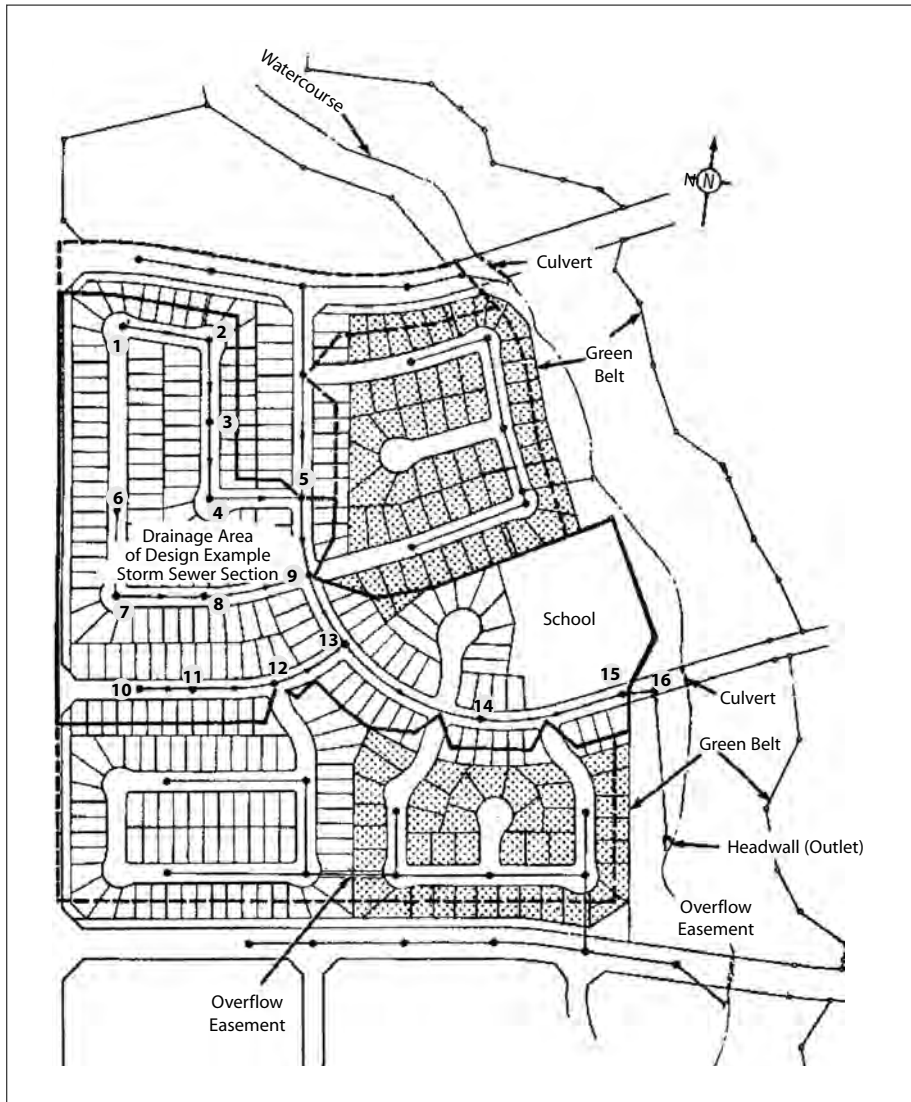 Watercourse
N
N
Culvert
Green
Belt
1
2
3
5
6
4
Drainage Area
of Design Example
Storm Sewer Section
9
7
8
School
13
12
10
11
15
16
14
Culvert
Green Belt
Headwall (Outlet)
Overflow
Easement
Overflow
Easement